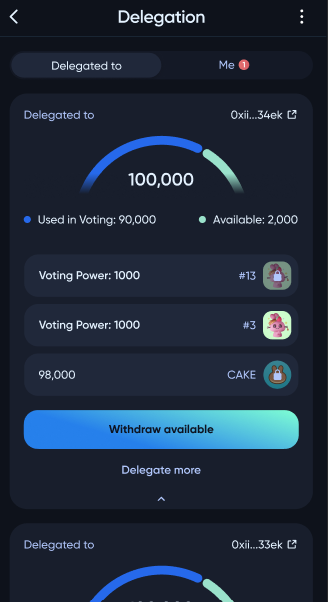 Delegation
Delegated to
Me 1
Delegated to 0xii...34ek
100,000
Used in Voting: 90,000 Available: 2,000
Voting Power: 1000 #13
Voting Power: 1000 #3
98,000 CAKE
Withdraw available
Delegate more
Delegated to 0xii...33ek